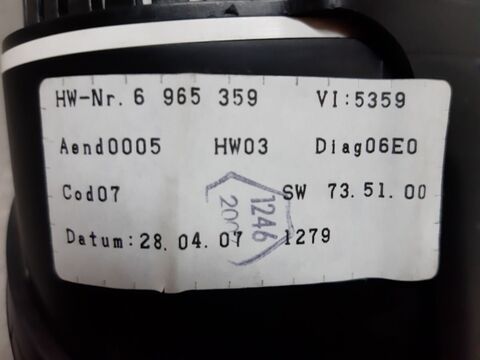 HW-Nr. 6 965 359 VI:5359
Aend0005 HW03 Diag06E0
Cod07 SW 73.51.00
Datum: 28.04.07 1279
1246